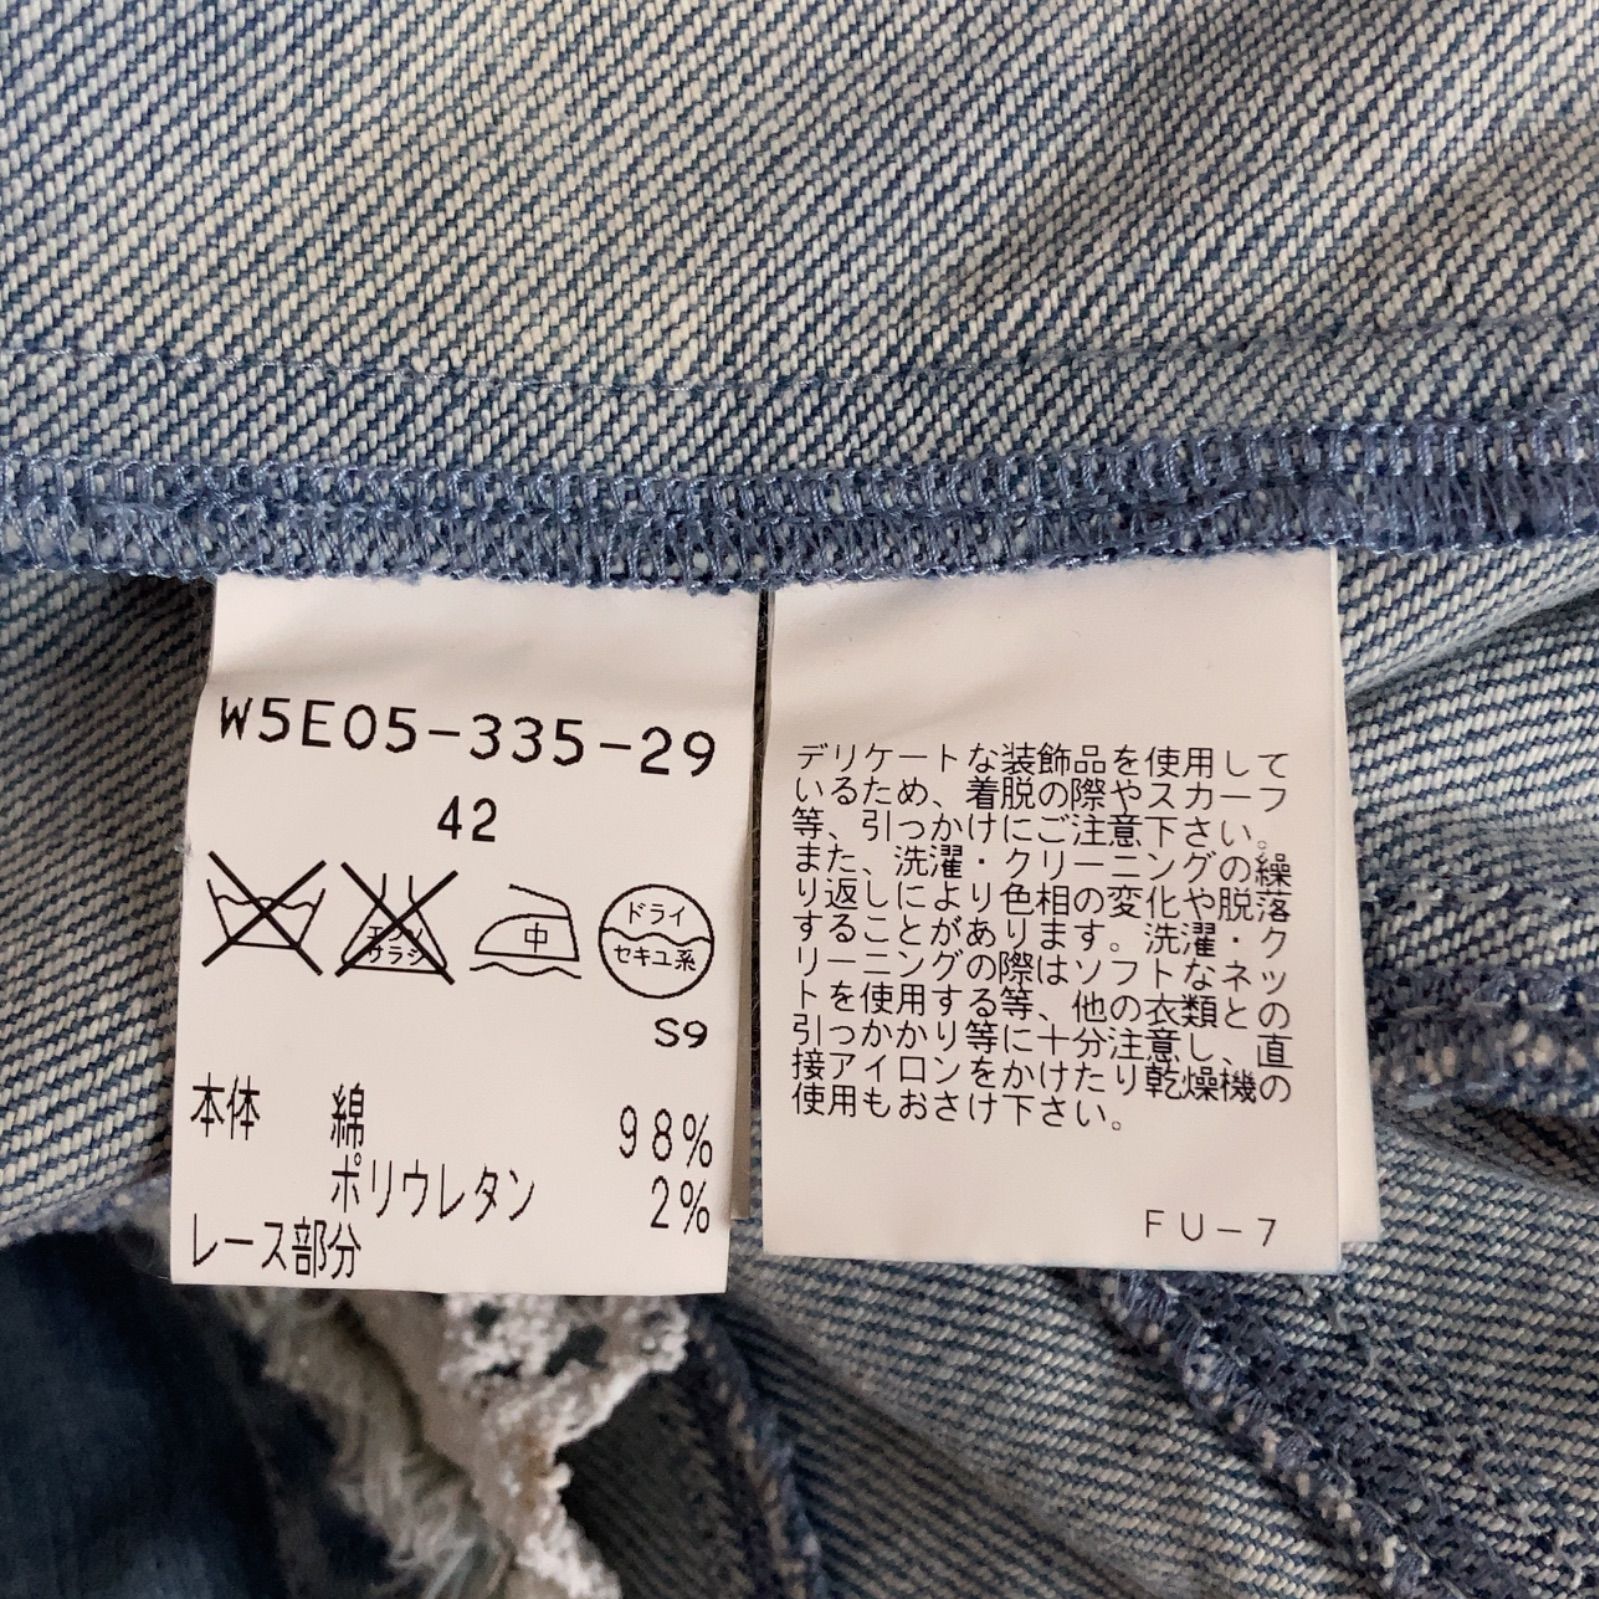 W5E05-335-29
42
エンソ
サラシ
中
ドライ
セキユ系
S9
本体 綿 98%
ポリウレタン 2%
レース部分
デリケートな装飾品を使用して
いるため、着脱の際やスカーフ
等、引っかけにご注意下さい。
また、洗濯・クリーニングの繰
り返しにより色相の変化や脱落
することがあります。洗濯・ク
リーニングの際はソフトなネッ
トを使用する等、他の衣類との
引っかかり等に十分注意し、直
接アイロンをかけたり乾燥機の
使用もおさけ下さい。
FU-7